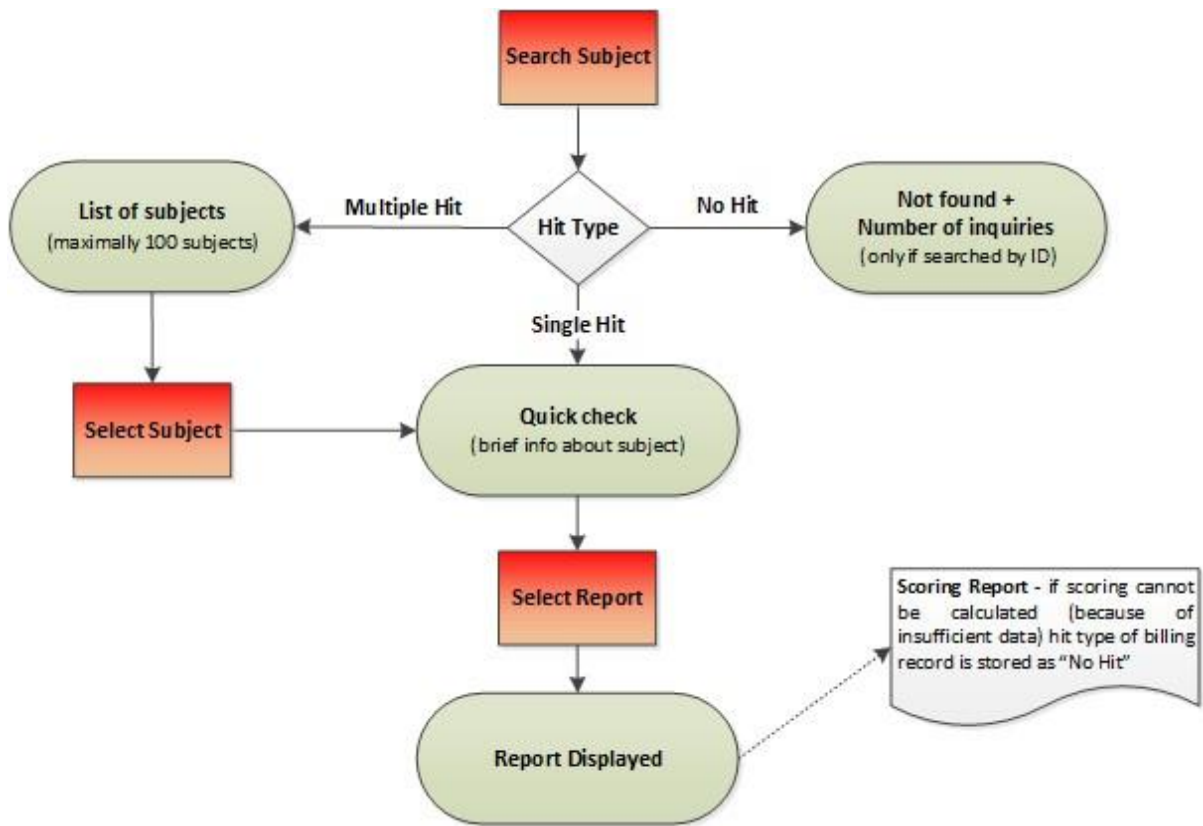 Search Subject
List of subjects
(maximally 100 subjects)
Multiple Hit
Hit Type
No Hit
Not found +
Number of inquiries
(only if searched by ID)
Single Hit
Select Subject
Quick check
(brief info about subject)
Select Report
Scoring Report - if scoring cannot
be calculated (because of
insufficient data) hit type of billing
record is stored as “No Hit”
Report Displayed